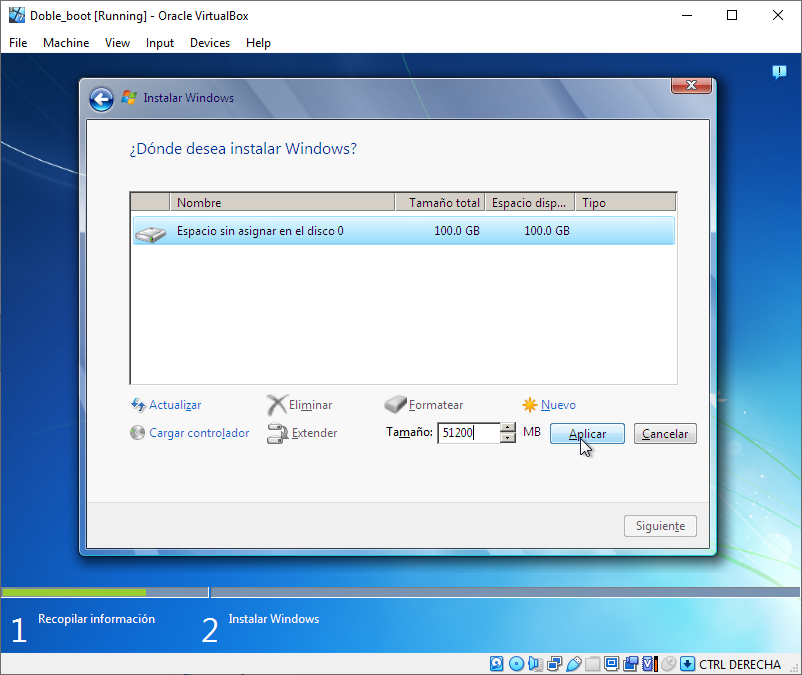 Doble_boot [Running] - Oracle VirtualBox
File Machine View Input Devices Help
Instalar Windows
¿Dónde desea instalar Windows?
Nombre Tamaño total Espacio disp... Tipo
Espacio sin asignar en el disco 0 100.0 GB 100.0 GB
Actualizar Eliminar Formatear Nuevo
Cargar controlador Extender Tamaño: 51200 MB Aplicar Cancelar
Siguiente
1 Recopilar información 2 Instalar Windows
CTRL DERECHA